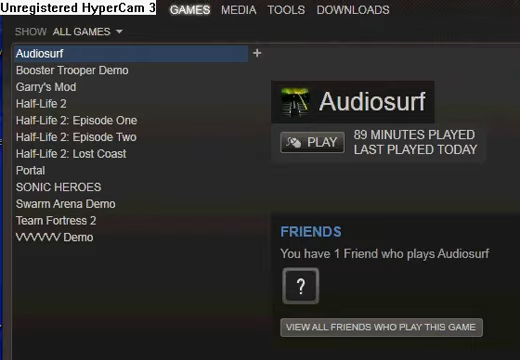 Unregistered HyperCam 3
GAMES MEDIA TOOLS DOWNLOADS
SHOW ALL GAMES
Audiosurf
Booster Trooper Demo
Garry's Mod
Half-Life 2
Half-Life 2: Episode One
Half-Life 2: Episode Two
Half-Life 2: Lost Coast
Portal
SONIC HEROES
Swarm Arena Demo
Team Fortress 2
VVVVVV Demo
Audiosurf
PLAY
89 MINUTES PLAYED
LAST PLAYED TODAY
FRIENDS
You have 1 Friend who plays Audiosurf
?
VIEW ALL FRIENDS WHO PLAY THIS GAME